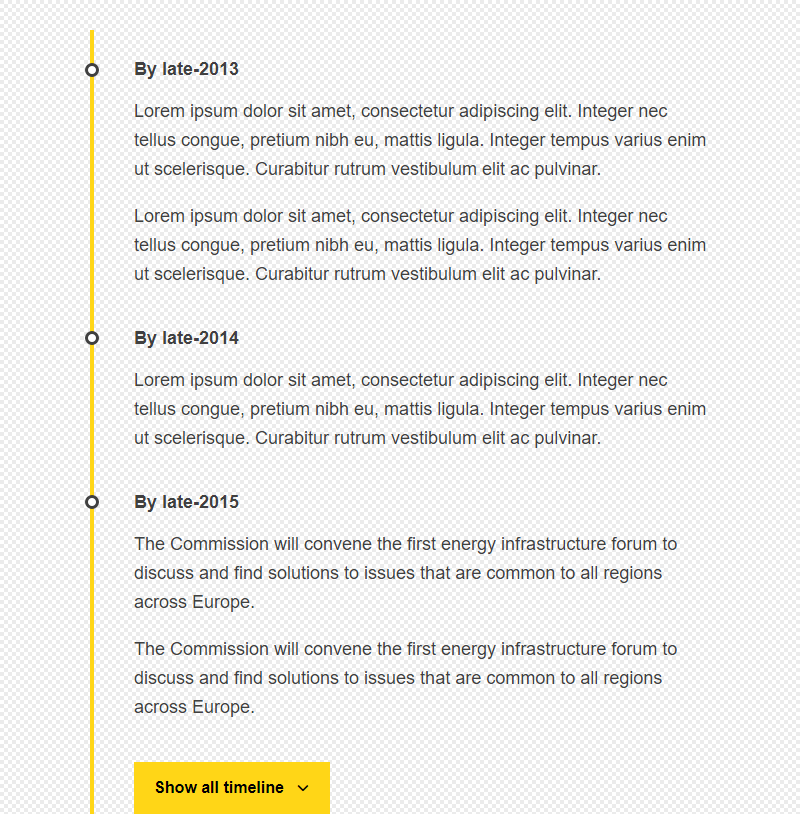 By late-2013
Lorem ipsum dolor sit amet, consectetur adipiscing elit. Integer nec
tellus congue, pretium nibh eu, mattis ligula. Integer tempus varius enim
ut scelerisque. Curabitur rutrum vestibulum elit ac pulvinar.
Lorem ipsum dolor sit amet, consectetur adipiscing elit. Integer nec
tellus congue, pretium nibh eu, mattis ligula. Integer tempus varius enim
ut scelerisque. Curabitur rutrum vestibulum elit ac pulvinar.
By late-2014
Lorem ipsum dolor sit amet, consectetur adipiscing elit. Integer nec
tellus congue, pretium nibh eu, mattis ligula. Integer tempus varius enim
ut scelerisque. Curabitur rutrum vestibulum elit ac pulvinar.
By late-2015
The Commission will convene the first energy infrastructure forum to
discuss and find solutions to issues that are common to all regions
across Europe.
The Commission will convene the first energy infrastructure forum to
discuss and find solutions to issues that are common to all regions
across Europe.
Show all timeline